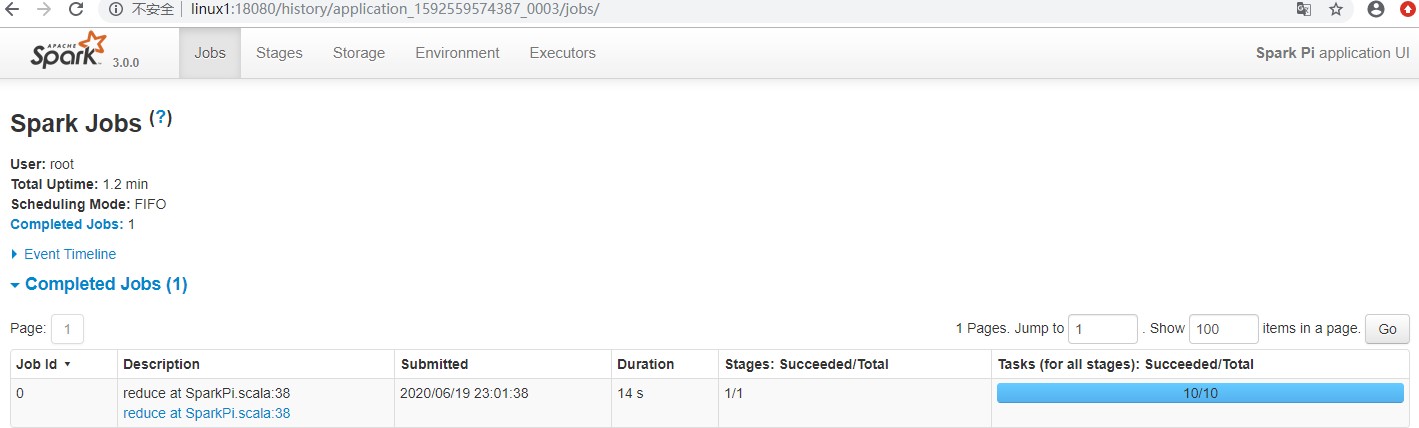 不安全 linux1:18080/history/application_1592559574387_0003/jobs/
APACHE Spark 3.0.0 Jobs Stages Storage Environment Executors Spark Pi application UI
Spark Jobs (?)
User: root
Total Uptime: 1.2 min
Scheduling Mode: FIFO
Completed Jobs: 1
Event Timeline
Completed Jobs (1)
Page: 1 1 Pages. Jump to 1 . Show 100 items in a page. Go
Job Id Description Submitted Duration Stages: Succeeded/Total Tasks (for all stages): Succeeded/Total
0 reduce at SparkPi.scala:38 2020/06/19 23:01:38 14 s 1/1 10/10
reduce at SparkPi.scala:38